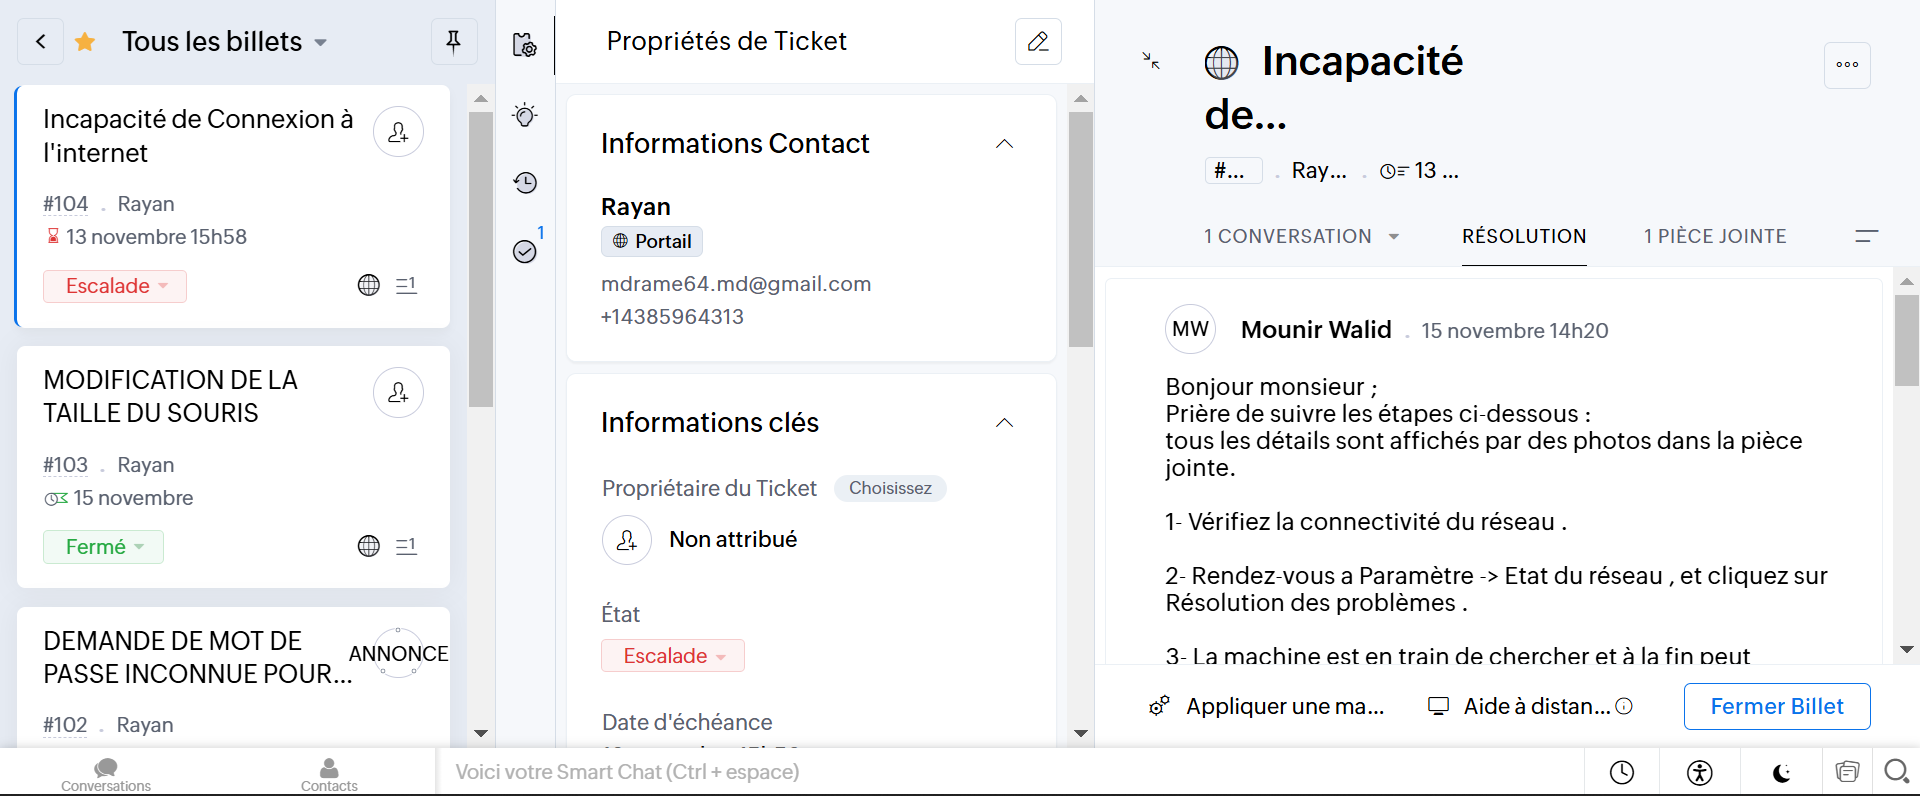 Tous les billets
Incapacité de Connexion à
l'internet
#104 . Rayan
13 novembre 15h58
Escalade
1
MODIFICATION DE LA
TAILLE DU SOURIS
#103 . Rayan
15 novembre
Fermé
1
DEMANDE DE MOT DE
PASSE INCONNUE POUR...
ANNONCE
#102 . Rayan
Conversations
Contacts
1
Propriétés de Ticket
Informations Contact
Rayan
Portail
mdrame64.md@gmail.com
+14385964313
Informations clés
Propriétaire du Ticket
Choisissez
Non attribué
État
Escalade
Date d'échéance
Incapacité
de...
#... . Ray... . 13 ...
1 CONVERSATION
RÉSOLUTION
1 PIÈCE JOINTE
MW
Mounir Walid . 15 novembre 14h20
Bonjour monsieur ;
Prière de suivre les étapes ci-dessous :
tous les détails sont affichés par des photos dans la pièce
jointe.
1- Vérifiez la connectivité du réseau .
2- Rendez-vous a Paramètre -> Etat du réseau , et cliquez sur
Résolution des problèmes .
3- La machine est en train de chercher et à la fin peut
Appliquer une ma...
Aide à distan...
Fermer Billet
Voici votre Smart Chat (Ctrl + espace)